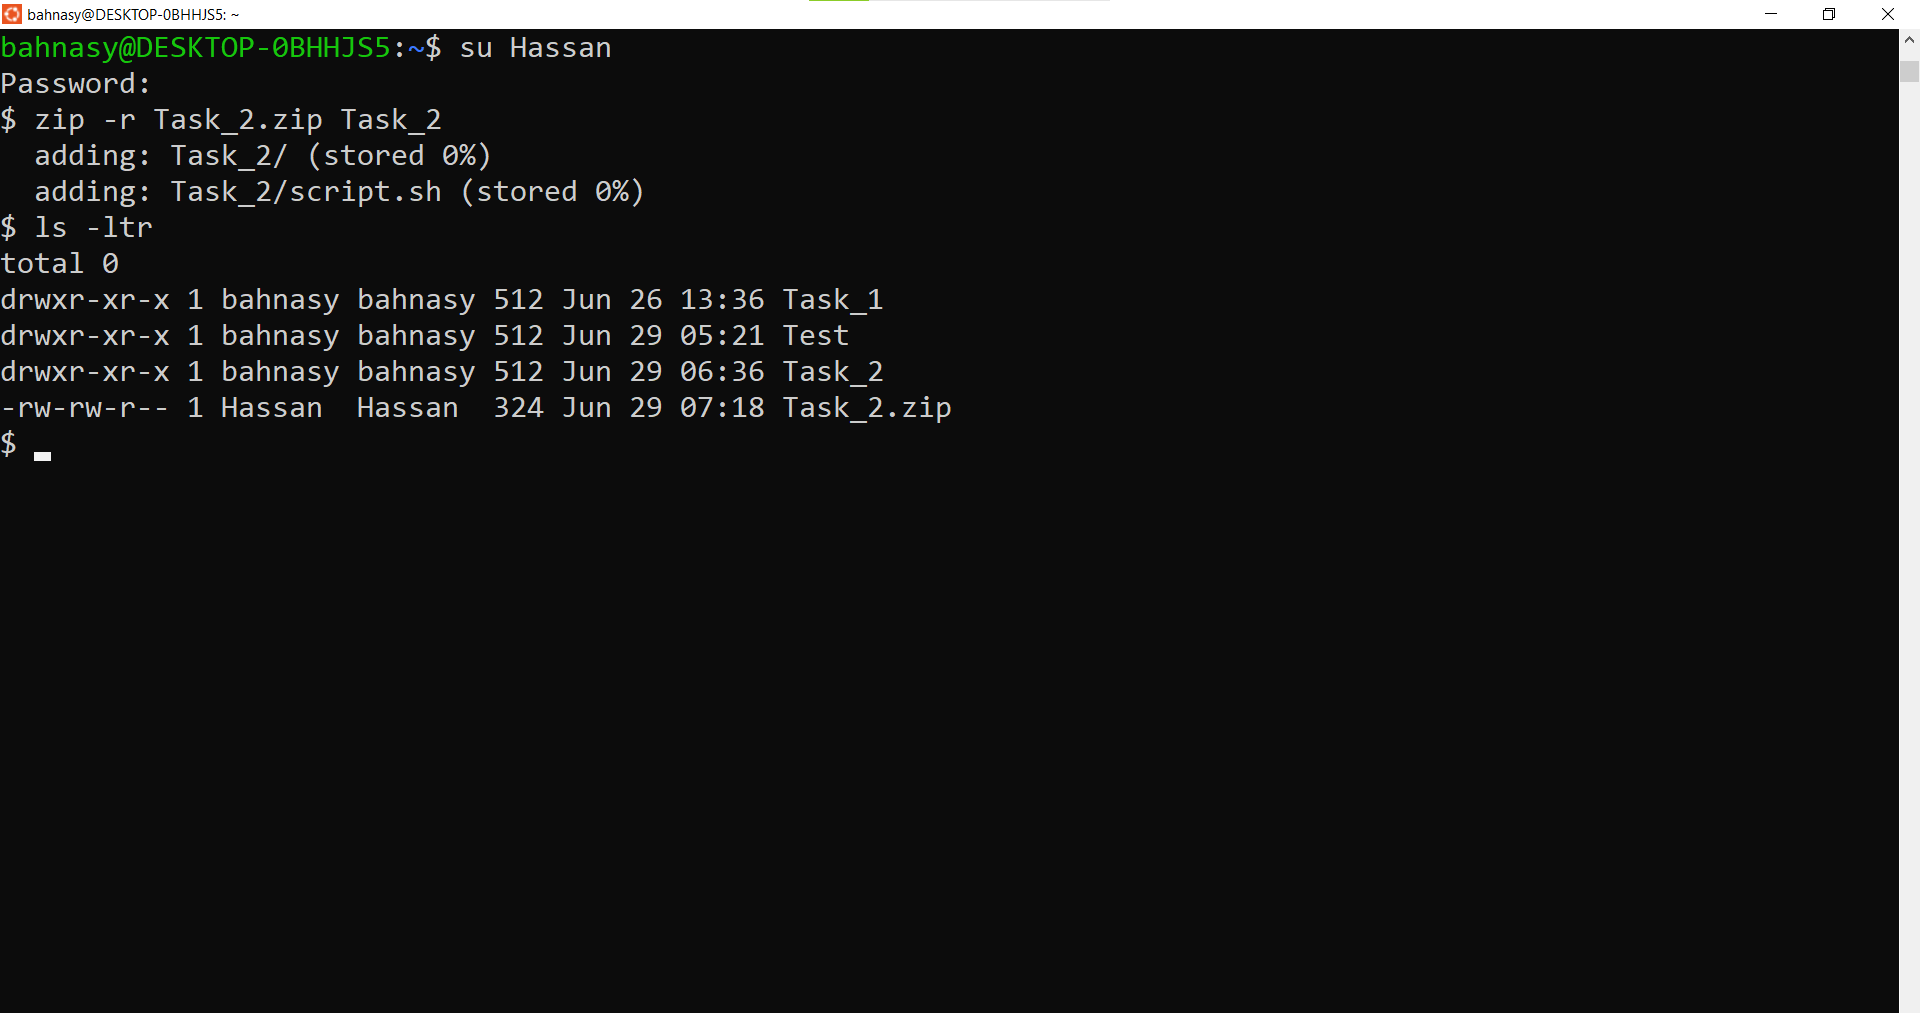 bahnasy@DESKTOP-0BHHJS5: ~
bahnasy@DESKTOP-0BHHJS5:~$ su Hassan
Password:
$ zip -r Task_2.zip Task_2
  adding: Task_2/ (stored 0%)
  adding: Task_2/script.sh (stored 0%)
$ ls -ltr
total 0
drwxr-xr-x 1 bahnasy bahnasy 512 Jun 26 13:36 Task_1
drwxr-xr-x 1 bahnasy bahnasy 512 Jun 29 05:21 Test
drwxr-xr-x 1 bahnasy bahnasy 512 Jun 29 06:36 Task_2
-rw-rw-r-- 1 Hassan  Hassan  324 Jun 29 07:18 Task_2.zip
$